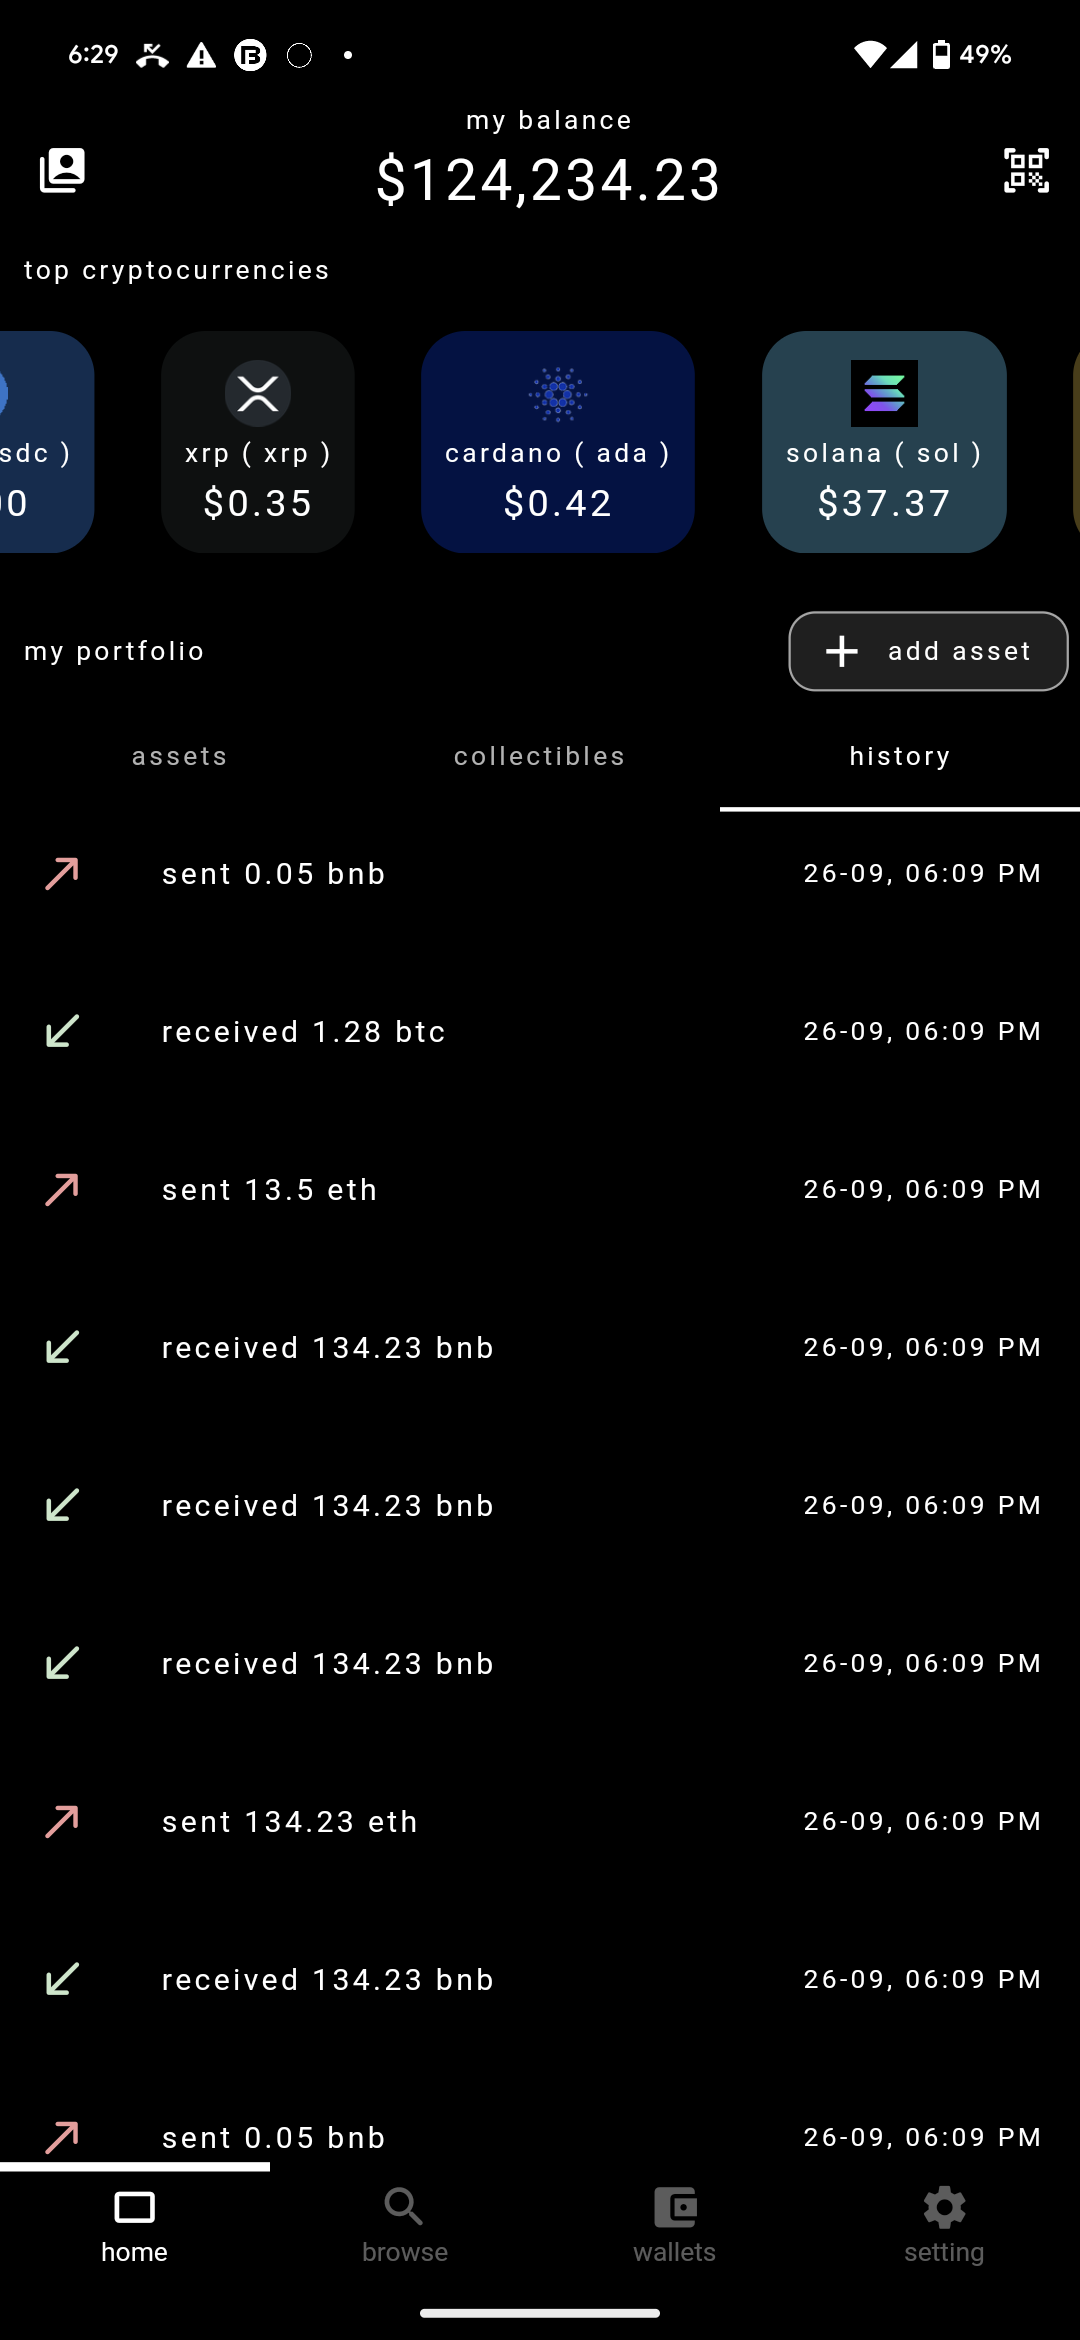 6:29
49%
my balance
$124,234.23
top cryptocurrencies
sdc )
xrp ( xrp )
cardano ( ada )
solana ( sol )
00
$0.35
$0.42
$37.37
my portfolio
add asset
assets
collectibles
history
sent 0.05 bnb
26-09, 06:09 PM
received 1.28 btc
26-09, 06:09 PM
sent 13.5 eth
26-09, 06:09 PM
received 134.23 bnb
26-09, 06:09 PM
received 134.23 bnb
26-09, 06:09 PM
received 134.23 bnb
26-09, 06:09 PM
sent 134.23 eth
26-09, 06:09 PM
received 134.23 bnb
26-09, 06:09 PM
sent 0.05 bnb
26-09, 06:09 PM
home
browse
wallets
setting